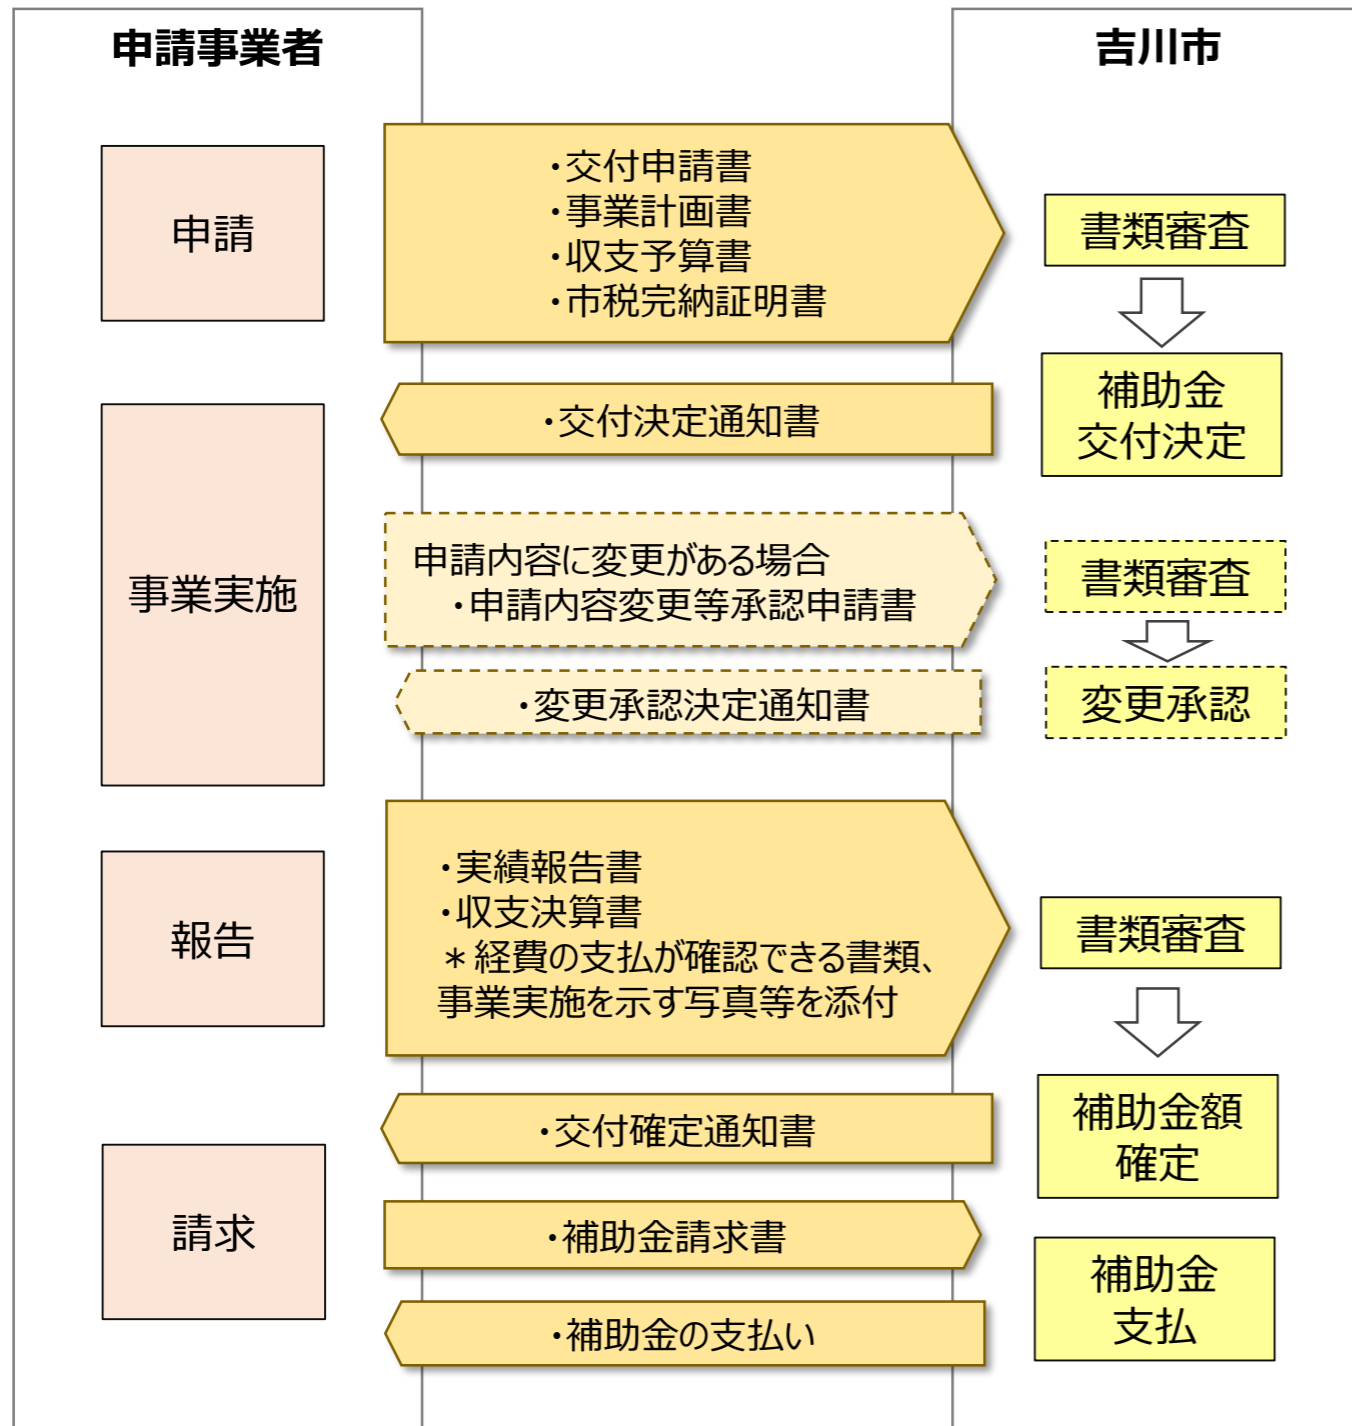 申請事業者
吉川市
申請
・交付申請書
・事業計画書
・収支予算書
・市税完納証明書
書類審査
補助金
交付決定
・交付決定通知書
事業実施
申請内容に変更がある場合
・申請内容変更等承認申請書
書類審査
・変更承認決定通知書
変更承認
報告
・実績報告書
・収支決算書
＊経費の支払が確認できる書類、
事業実施を示す写真等を添付
書類審査
補助金額
確定
・交付確定通知書
請求
・補助金請求書
補助金
支払
・補助金の支払い